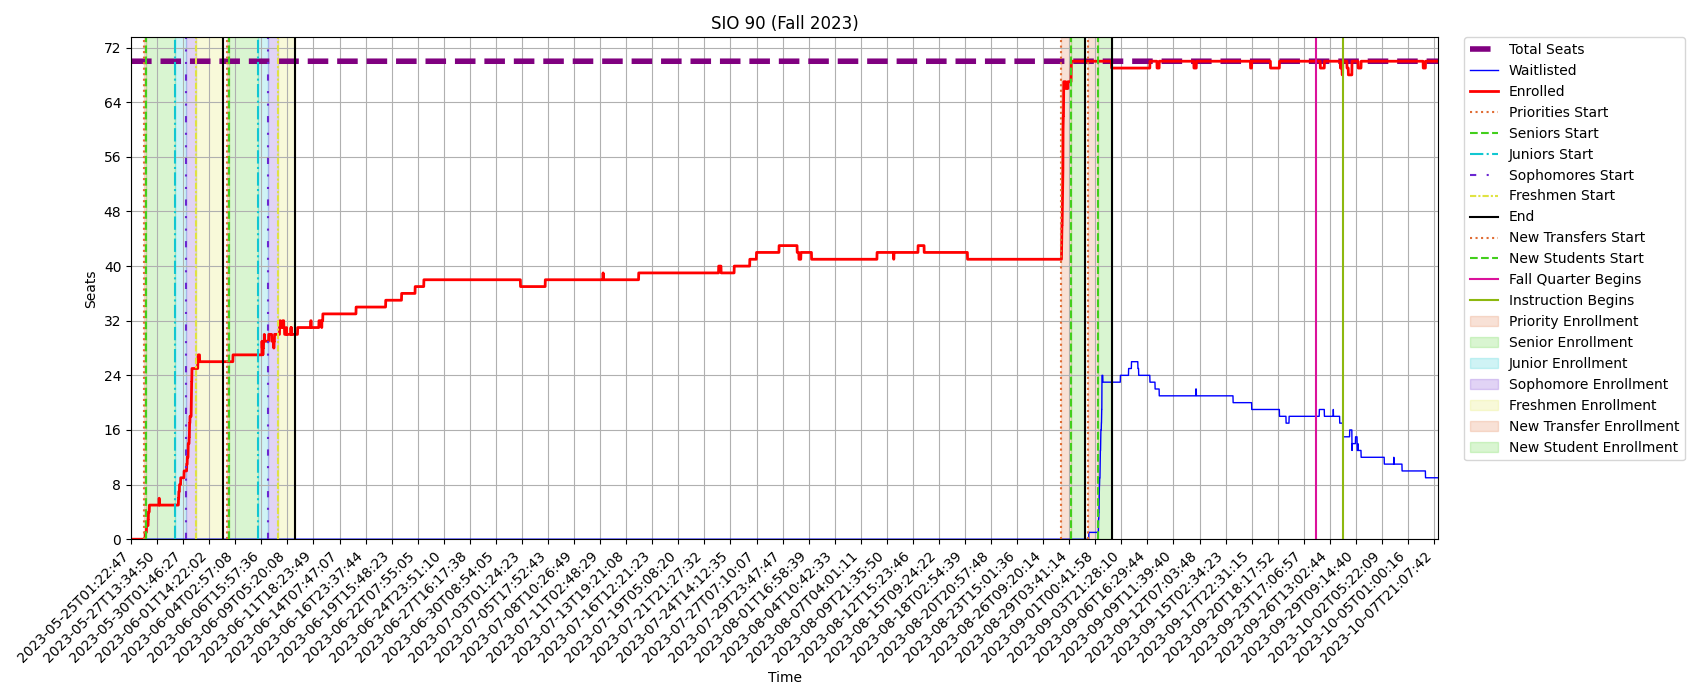 SIO 90 (Fall 2023)
Seats
72
64
56
48
40
32
24
16
8
0
2023-05-25T01:22:47
2023-05-27T13:34:50
2023-05-30T01:46:27
2023-06-01T14:22:02
2023-06-04T02:57:08
2023-06-06T15:57:36
2023-06-09T05:20:08
2023-06-11T18:23:49
2023-06-14T07:47:07
2023-06-16T23:37:44
2023-06-19T15:48:23
2023-06-22T07:55:05
2023-06-24T23:51:10
2023-06-27T16:17:38
2023-06-30T08:54:05
2023-07-03T01:24:23
2023-07-05T17:52:43
2023-07-08T10:26:49
2023-07-11T02:48:29
2023-07-13T19:21:08
2023-07-16T12:21:23
2023-07-19T05:08:20
2023-07-21T21:27:32
2023-07-24T14:12:35
2023-07-27T07:10:07
2023-07-29T23:47:47
2023-08-01T16:58:39
2023-08-04T10:42:33
2023-08-07T04:01:11
2023-08-09T21:35:50
2023-08-12T15:23:46
2023-08-15T09:24:22
2023-08-18T02:54:39
2023-08-20T20:57:48
2023-08-23T15:01:36
2023-08-26T09:20:14
2023-08-29T03:41:14
2023-09-01T00:41:58
2023-09-03T21:28:10
2023-09-06T16:29:44
2023-09-09T11:39:40
2023-09-12T07:03:48
2023-09-15T02:34:23
2023-09-17T22:31:15
2023-09-20T18:17:52
2023-09-23T17:06:57
2023-09-26T13:02:44
2023-09-29T09:14:40
2023-10-02T05:22:09
2023-10-05T01:00:16
2023-10-07T21:07:42
Time
Total Seats
Waitlisted
Enrolled
Priorities Start
Seniors Start
Juniors Start
Sophomores Start
Freshmen Start
End
New Transfers Start
New Students Start
Fall Quarter Begins
Instruction Begins
Priority Enrollment
Senior Enrollment
Junior Enrollment
Sophomore Enrollment
Freshmen Enrollment
New Transfer Enrollment
New Student Enrollment